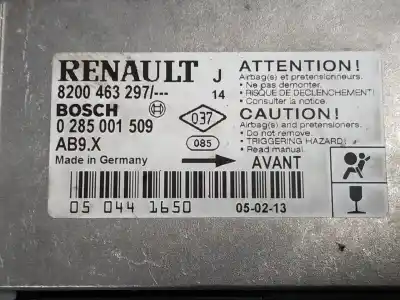 RENAULT J
8200 463 297/--- 14
BOSCH
0 285 001 509
AB9.X
Made in Germany
037
085
AVANT
ATTENTION!
Airbag(s) et pretensionneurs.
• Ne pas demonter.
• RISQUE DE DECLENCHEMENT!
• Consulter la notice.
CAUTION!
Airbag(s) and pretensioners.
• Do not remove.
• TRIGGERING HAZARD!
• Read manual.
05 044 1650
05-02-13